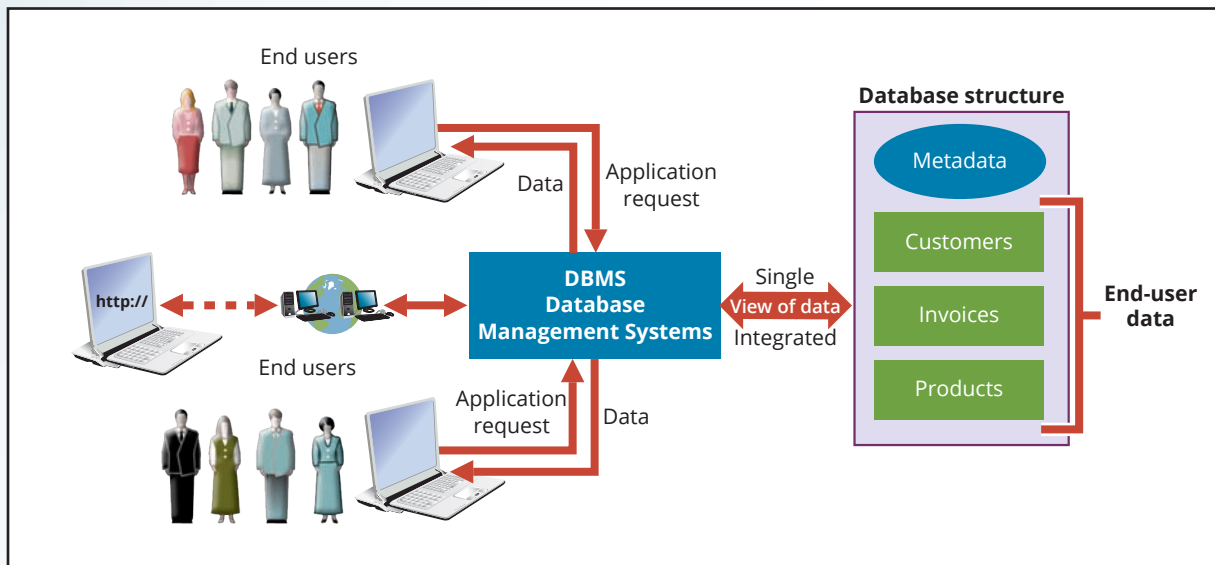 End users
Data
Application
request
http://
DBMS
Database
Management Systems
Single
View of data
Integrated
Database structure
Metadata
Customers
Invoices
Products
End-user
data
End users
Application
request
Data